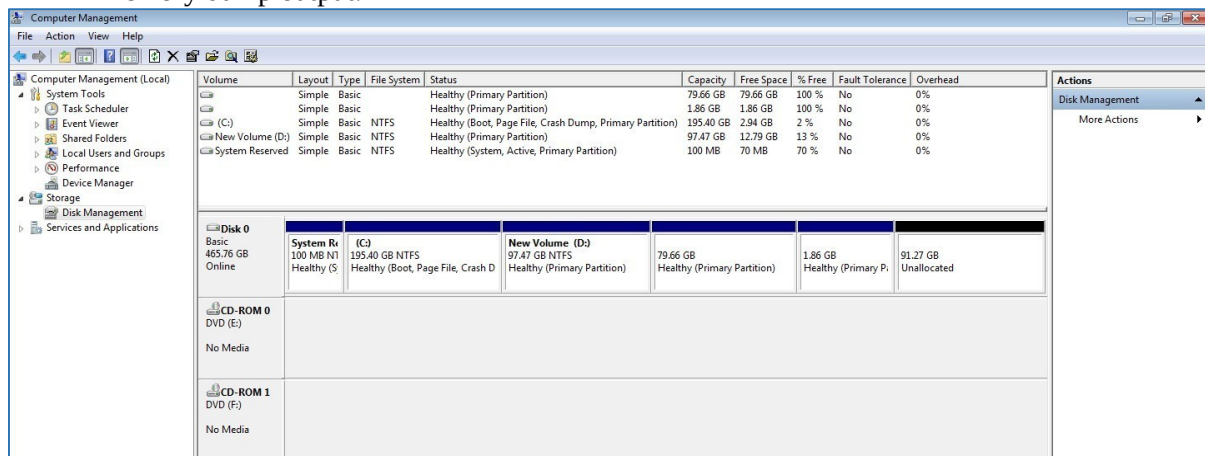 Computer Management
File Action View Help
Computer Management (Local)
System Tools
Task Scheduler
Event Viewer
Shared Folders
Local Users and Groups
Performance
Device Manager
Storage
Disk Management
Services and Applications
Volume Layout Type File System Status Capacity Free Space % Free Fault Tolerance Overhead
Simple Basic Healthy (Primary Partition) 79.66 GB 79.66 GB 100 % No 0%
Simple Basic Healthy (Primary Partition) 1.86 GB 1.86 GB 100 % No 0%
(C:) Simple Basic NTFS Healthy (Boot, Page File, Crash Dump, Primary Partition) 195.40 GB 2.94 GB 2 % No 0%
New Volume (D:) Simple Basic NTFS Healthy (Primary Partition) 97.47 GB 12.79 GB 13 % No 0%
System Reserved Simple Basic NTFS Healthy (System, Active, Primary Partition) 100 MB 70 MB 70 % No 0%
Disk 0
Basic
465.76 GB
Online
System Re
100 MB NT
Healthy (S
(C:)
195.40 GB NTFS
Healthy (Boot, Page File, Crash D
New Volume (D:)
97.47 GB NTFS
Healthy (Primary Partition)
79.66 GB
Healthy (Primary Partition)
1.86 GB
Healthy (Primary Pa
91.27 GB
Unallocated
CD-ROM 0
DVD (E:)
No Media
CD-ROM 1
DVD (F:)
No Media
Actions
Disk Management
More Actions